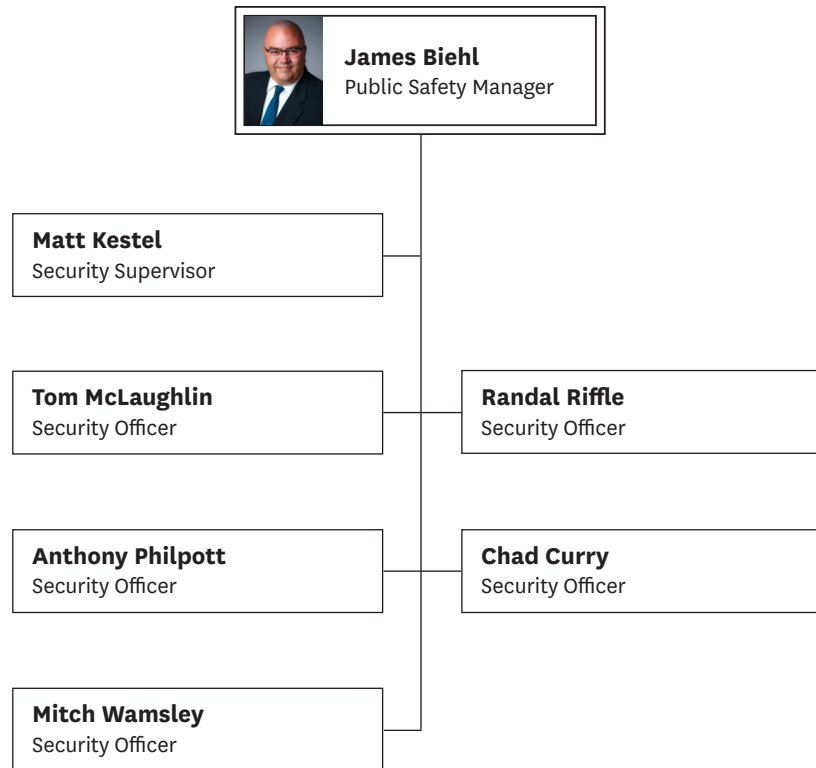 James Biehl
Public Safety Manager
Matt Kestel
Security Supervisor
Tom McLaughlin
Security Officer
Randal Riffle
Security Officer
Anthony Philpott
Security Officer
Chad Curry
Security Officer
Mitch Wamsley
Security Officer